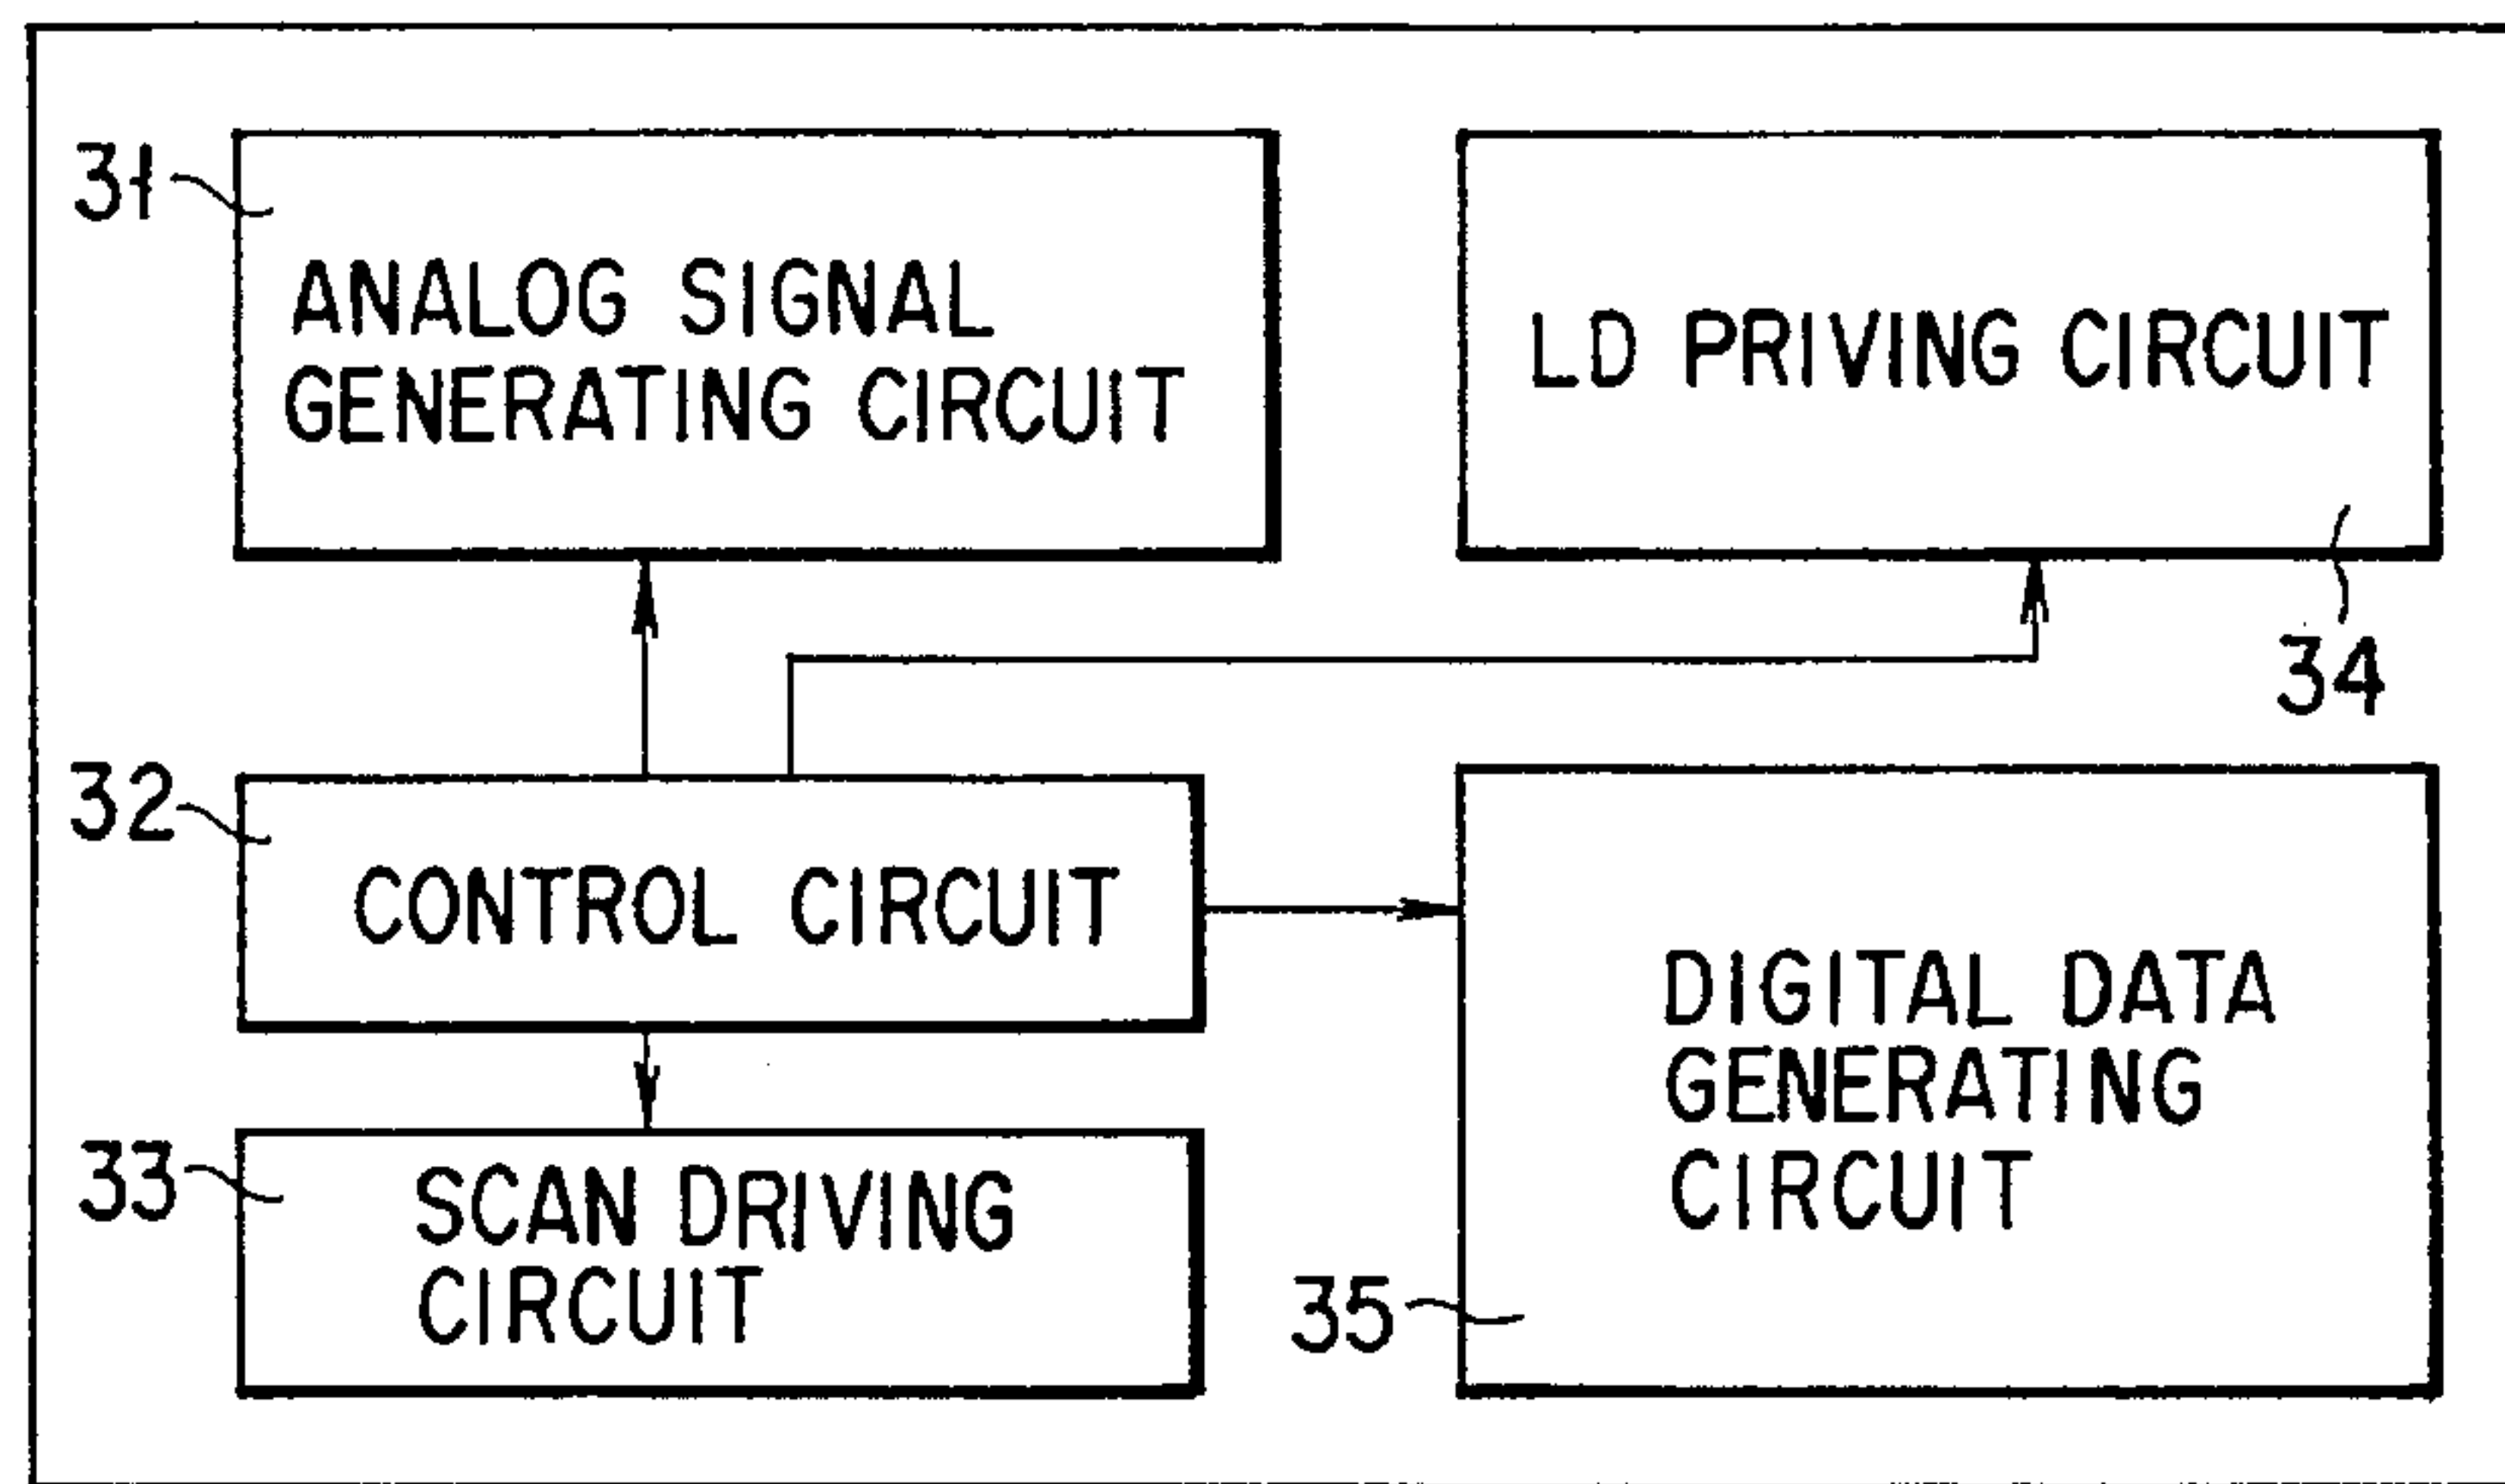 31
ANALOG SIGNAL
GENERATING CIRCUIT
LD PRIVING CIRCUIT
34
32
CONTROL CIRCUIT
DIGITAL DATA
GENERATING
CIRCUIT
33
SCAN DRIVING
CIRCUIT
35